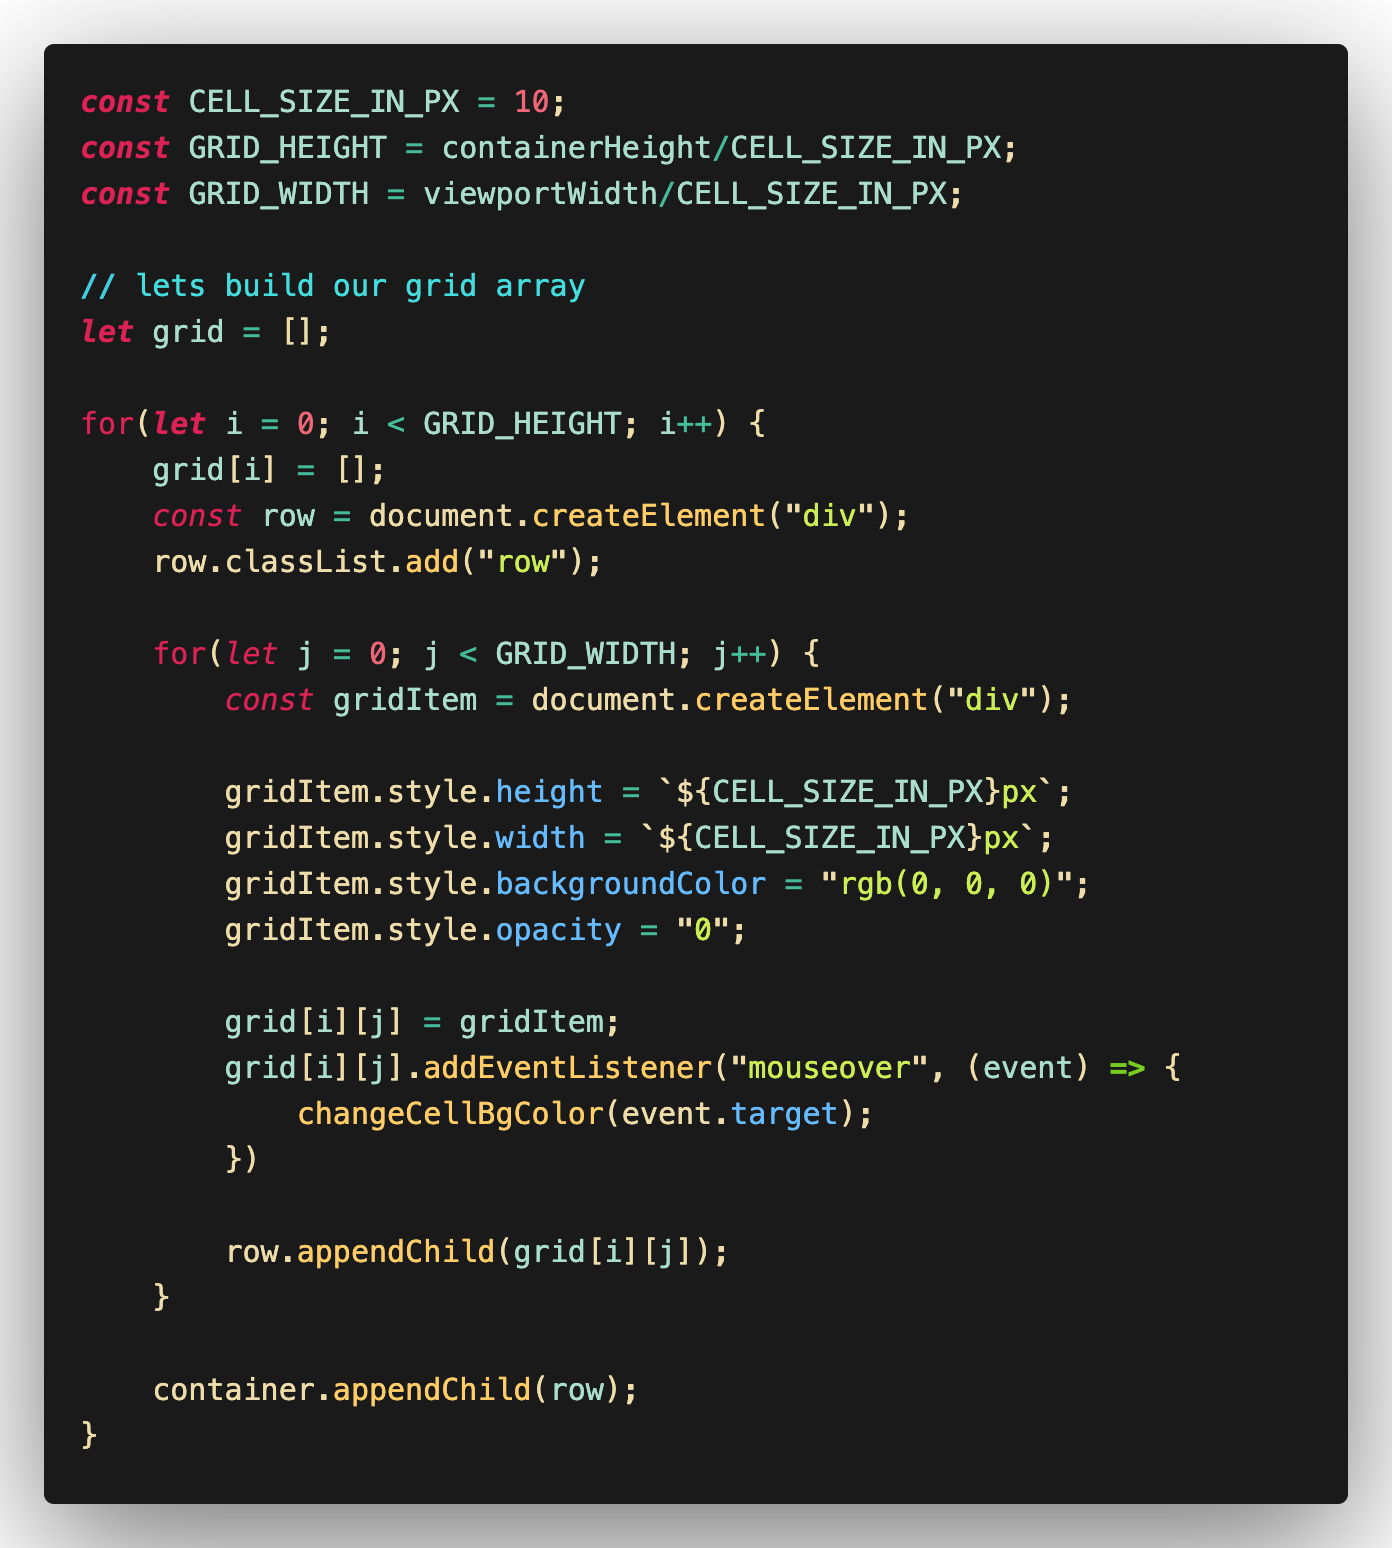 const CELL_SIZE_IN_PX = 10;
const GRID_HEIGHT = containerHeight/CELL_SIZE_IN_PX;
const GRID_WIDTH = viewportWidth/CELL_SIZE_IN_PX;

// lets build our grid array
let grid = [];

for(let i = 0; i < GRID_HEIGHT; i++) {
    grid[i] = [];
    const row = document.createElement("div");
    row.classList.add("row");

    for(let j = 0; j < GRID_WIDTH; j++) {
        const gridItem = document.createElement("div");

        gridItem.style.height = `${CELL_SIZE_IN_PX}px`;
        gridItem.style.width = `${CELL_SIZE_IN_PX}px`;
        gridItem.style.backgroundColor = "rgb(0, 0, 0)";
        gridItem.style.opacity = "0";

        grid[i][j] = gridItem;
        grid[i][j].addEventListener("mouseover", (event) => {
            changeCellBgColor(event.target);
        })

        row.appendChild(grid[i][j]);
    }

    container.appendChild(row);
}